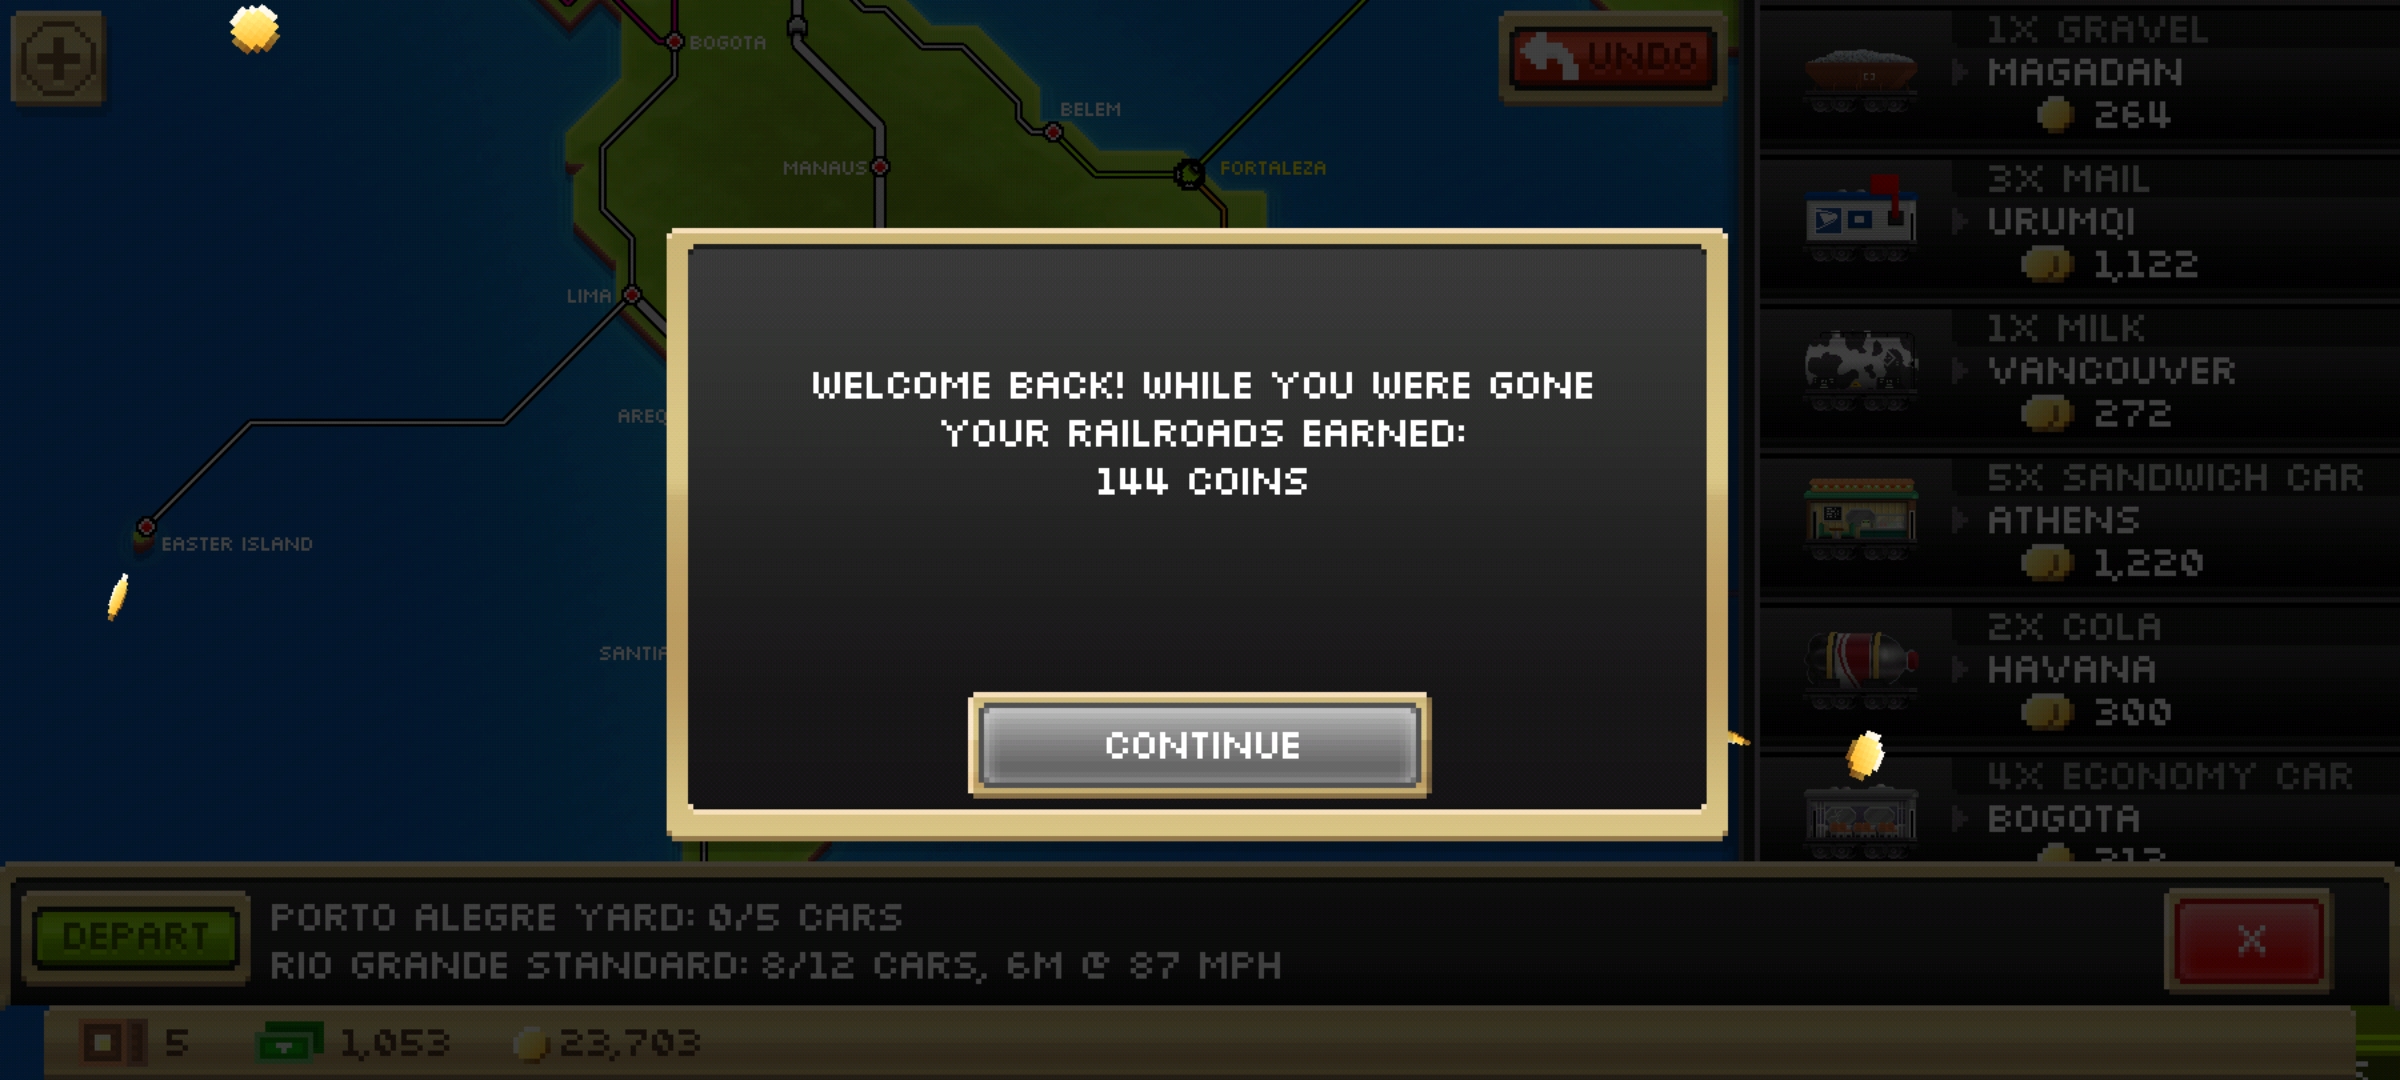 BOGOTA
UNDO
BELEM
MANAUS
FORTALEZA
LIMA
EASTER ISLAND
WELCOME BACK! WHILE YOU WERE GONE
YOUR RAILROADS EARNED:
144 COINS
CONTINUE
1X GRAVEL
MAGADAN
264
3X MAIL
URUMQI
1,122
1X MILK
VANCOUVER
272
5X SANDWICH CAR
ATHENS
1,220
2X COLA
HAVANA
300
4X ECONOMY CAR
BOGOTA
DEPART
PORTO ALEGRE YARD: 0/5 CARS
RIO GRANDE STANDARD: 8/12 CARS, 6M @ 87 MPH
X
5
1,053
23,703